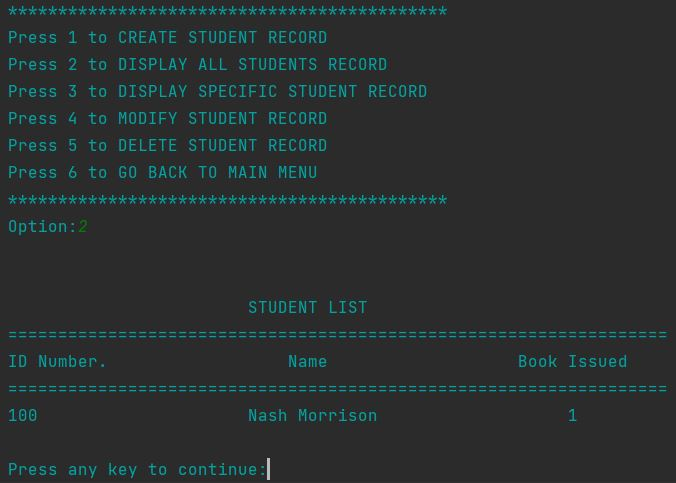 ********************************************
Press 1 to CREATE STUDENT RECORD
Press 2 to DISPLAY ALL STUDENTS RECORD
Press 3 to DISPLAY SPECIFIC STUDENT RECORD
Press 4 to MODIFY STUDENT RECORD
Press 5 to DELETE STUDENT RECORD
Press 6 to GO BACK TO MAIN MENU
********************************************
Option:2
STUDENT LIST
==================================================================
ID Number. Name Book Issued
==================================================================
100 Nash Morrison 1
Press any key to continue: